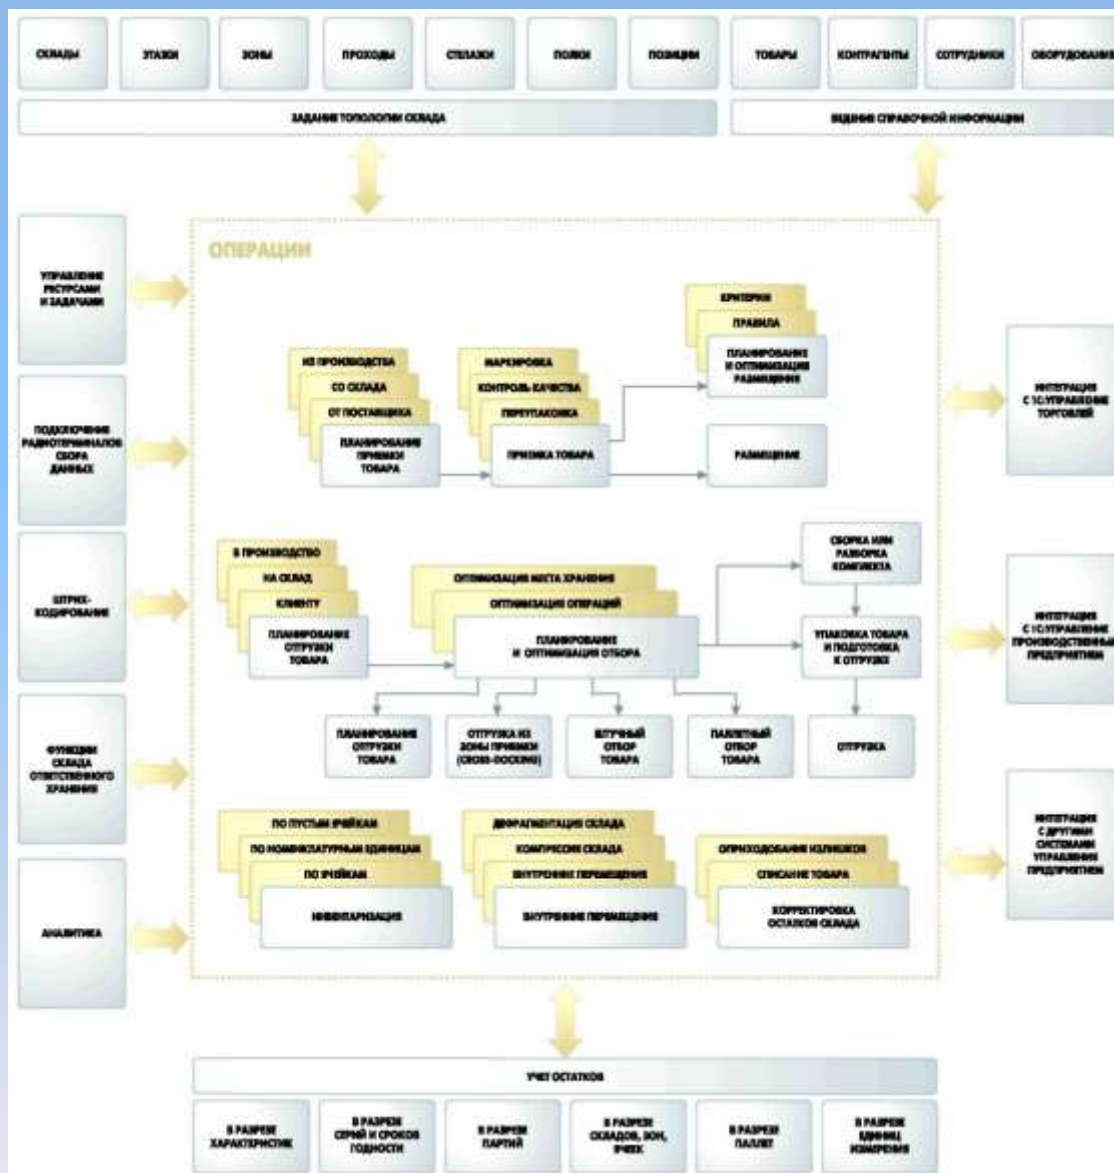 СКЛАДЫ
ЭТАЖИ
ЗОНЫ
ПРОХОДЫ
СТЕЛАЖИ
ПОЛКИ
ПОЗИЦИИ
ТОВАРЫ
КОНТРАГЕНТЫ
СОТРУДНИКИ
ОБОРУДОВАНИЕ
ЗАДАНИЕ ТОПОЛОГИИ СКЛАДА
ВЕДЕНИЕ СПРАВОЧНОЙ ИНФОРМАЦИИ
УПРАВЛЕНИЕ
РЕСУРСАМИ
И ЗАДАЧАМИ
ПОДКЛЮЧЕНИЕ
РАДИОТЕРМИНАЛОВ
СБОРА
ДАННЫХ
ШТРИХ-
КОДИРОВАНИЕ
ФУНКЦИИ
СКЛАДА
ОТВЕТСТВЕННОГО
ХРАНЕНИЯ
АНАЛИТИКА
ОПЕРАЦИИ
ИЗ ПРОИЗВОДСТВА
СО СКЛАДА
ОТ ПОСТАВЩИКА
ПЛАНИРОВАНИЕ
ПРИЕМКИ
ТОВАРА
МАРКИРОВКА
КОНТРОЛЬ КАЧЕСТВА
ПЕРЕУПАКОВКА
ПРИЕМКА ТОВАРА
КРИТЕРИИ
ПРАВИЛА
ПЛАНИРОВАНИЕ
И ОПТИМИЗАЦИЯ
РАЗМЕЩЕНИЯ
РАЗМЕЩЕНИЕ
В ПРОИЗВОДСТВО
НА СКЛАД
КЛИЕНТУ
ПЛАНИРОВАНИЕ
ОТГРУЗКИ
ТОВАРА
ОПТИМИЗАЦИЯ МЕСТА ХРАНЕНИЯ
ОПТИМИЗАЦИЯ ОПЕРАЦИЙ
ПЛАНИРОВАНИЕ
И ОПТИМИЗАЦИЯ ОТБОРА
СБОРКА ИЛИ
РАЗБОРКА
КОМПЛЕКТА
УПАКОВКА ТОВАРА
И ПОДГОТОВКА
К ОТГРУЗКЕ
ПЛАНИРОВАНИЕ
ОТГРУЗКИ
ТОВАРА
ОТГРУЗКА ИЗ
ЗОНЫ ПРИЕМКИ
(CROSS-DOCKING)
ШТУЧНЫЙ
ОТБОР
ТОВАРА
ПАЛЛЕТНЫЙ
ОТБОР
ТОВАРА
ОТГРУЗКА
ПО ПУСТЫМ ЯЧЕЙКАМ
ПО НОМЕНКЛАТУРНЫМ ЕДИНИЦАМ
ПО ЯЧЕЙКАМ
ИНВЕНТАРИЗАЦИЯ
ДЕФРАГМЕНТАЦИЯ СКЛАДА
КОМПРЕССИЯ СКЛАДА
ВНУТРЕННИЕ ПЕРЕМЕЩЕНИЯ
ВНУТРЕННИЕ ПЕРЕМЕЩЕНИЯ
ОПРИХОДОВАНИЕ ИЗЛИШКОВ
СПИСАНИЕ ТОВАРА
КОРРЕКТИРОВКА
ОСТАТКОВ СКЛАДА
ИНТЕГРАЦИЯ
С 1С:УПРАВЛЕНИЕ
ТОРГОВЛЕЙ
ИНТЕГРАЦИЯ
С 1С:УПРАВЛЕНИЕ
ПРОИЗВОДСТВЕННЫМ
ПРЕДПРИЯТИЕМ
ИНТЕГРАЦИЯ
С ДРУГИМИ
СИСТЕМАМИ
УПРАВЛЕНИЯ
ПРЕДПРИЯТИЕМ
УЧЕТ ОСТАТКОВ
В РАЗРЕЗЕ
ХАРАКТЕРИСТИК
В РАЗРЕЗЕ
СЕРИЙ И СРОКОВ
ГОДНОСТИ
В РАЗРЕЗЕ
ПАРТИЙ
В РАЗРЕЗЕ
СКЛАДОВ, ЗОН,
ЯЧЕЕК
В РАЗРЕЗЕ
ПАЛЛЕТ
В РАЗРЕЗЕ
ЕДИНИЦ
ИЗМЕРЕНИЯ